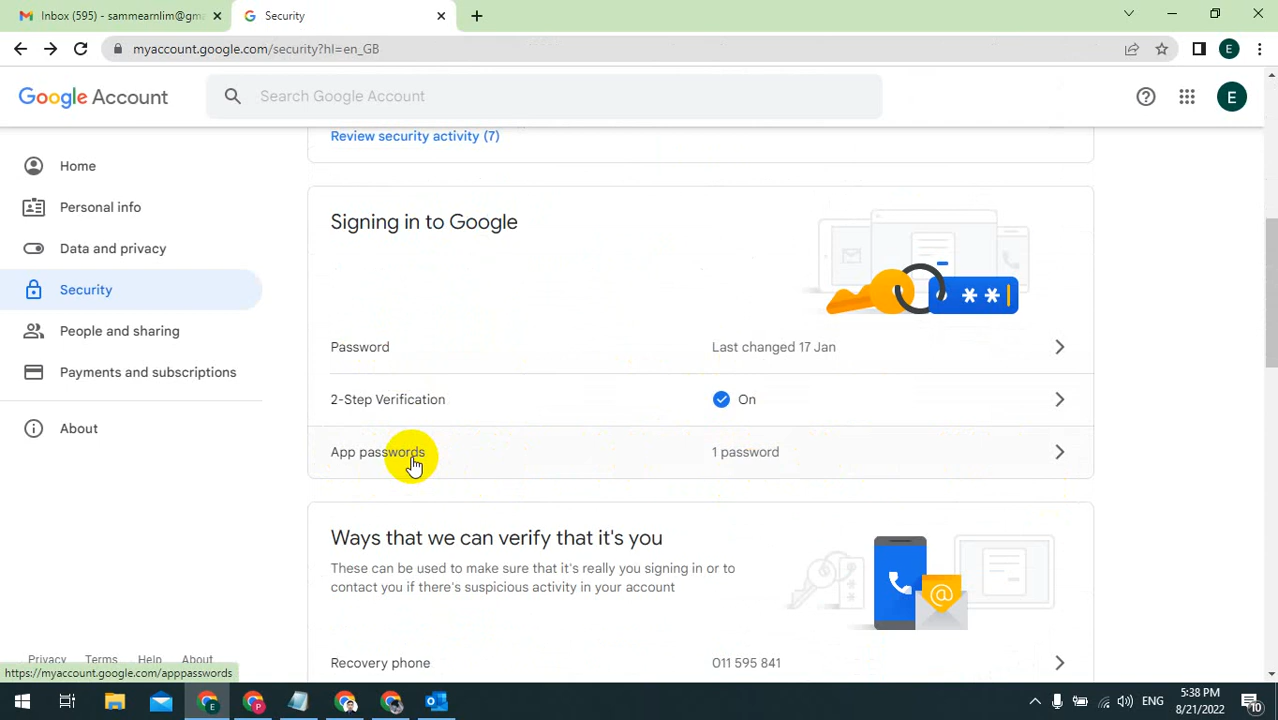 Inbox (595) - sammearnlim@gma
Security
myaccount.google.com/security?hl=en_GB
E
Google Account
Search Google Account
E
Review security activity (7)
Home
Personal info
Data and privacy
Security
People and sharing
Payments and subscriptions
About
Signing in to Google
**
Password
Last changed 17 Jan
2-Step Verification
On
App passwords
1 password
Ways that we can verify that it's you
These can be used to make sure that it's really you signing in or to
contact you if there's suspicious activity in your account
@
Recovery phone
011 595 841
Privacy Terms Help About
https://myaccount.google.com/apppasswords
E
P
ENG
5:38 PM
8/21/2022
10